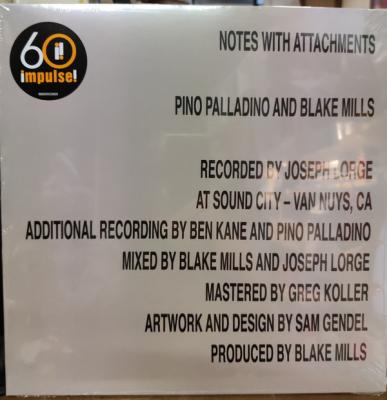 60
impulse!
NOTES WITH ATTACHMENTS
PINO PALLADINO AND BLAKE MILLS
RECORDED BY JOSEPH LORGE
AT SOUND CITY – VAN NUYS, CA
ADDITIONAL RECORDING BY BEN KANE AND PINO PALLADINO
MIXED BY BLAKE MILLS AND JOSEPH LORGE
MASTERED BY GREG KOLLER
ARTWORK AND DESIGN BY SAM GENDEL
PRODUCED BY BLAKE MILLS